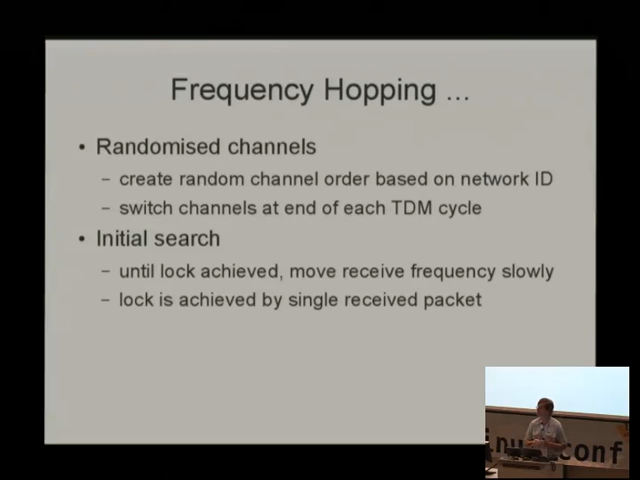 Frequency Hopping ...
• Randomised channels
– create random channel order based on network ID
– switch channels at end of each TDM cycle
• Initial search
– until lock achieved, move receive frequency slowly
– lock is achieved by single received packet
conf